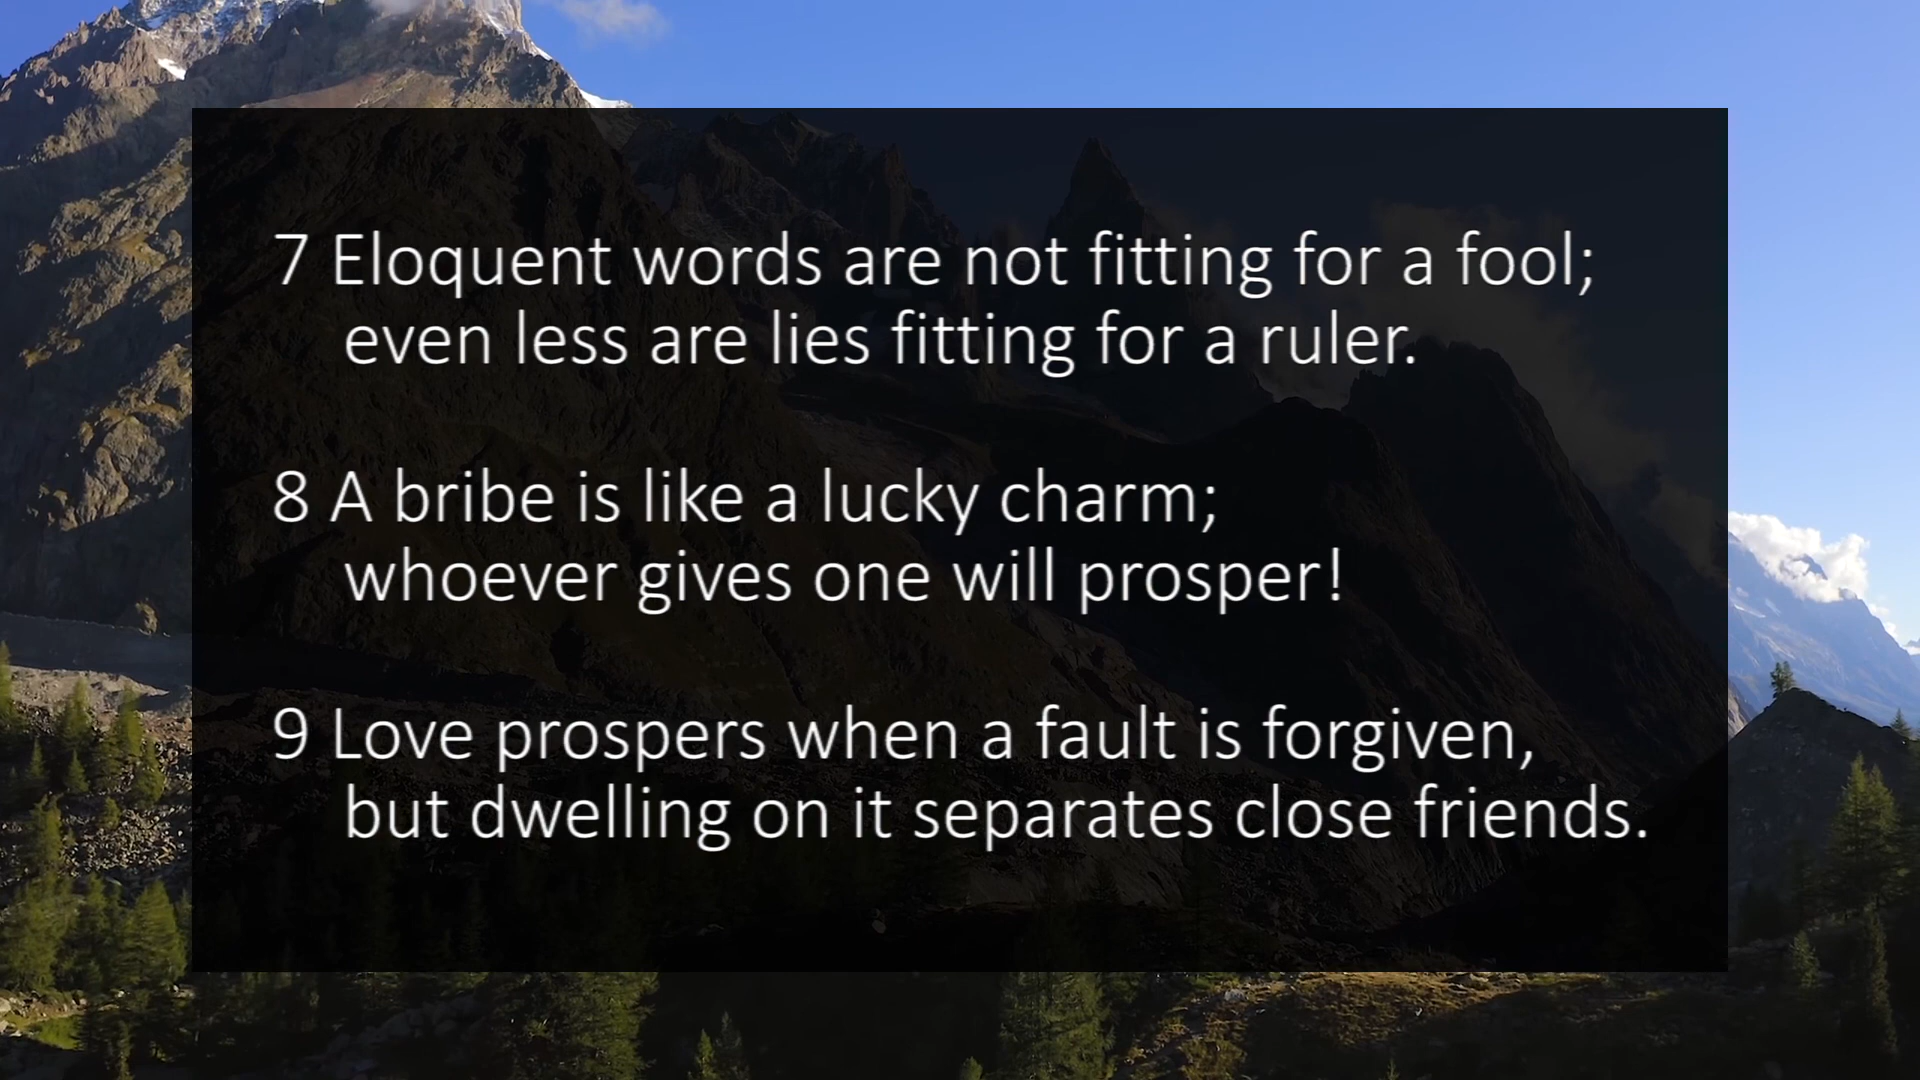 7 Eloquent words are not fitting for a fool;
even less are lies fitting for a ruler.
8 A bribe is like a lucky charm;
whoever gives one will prosper!
9 Love prospers when a fault is forgiven,
but dwelling on it separates close friends.